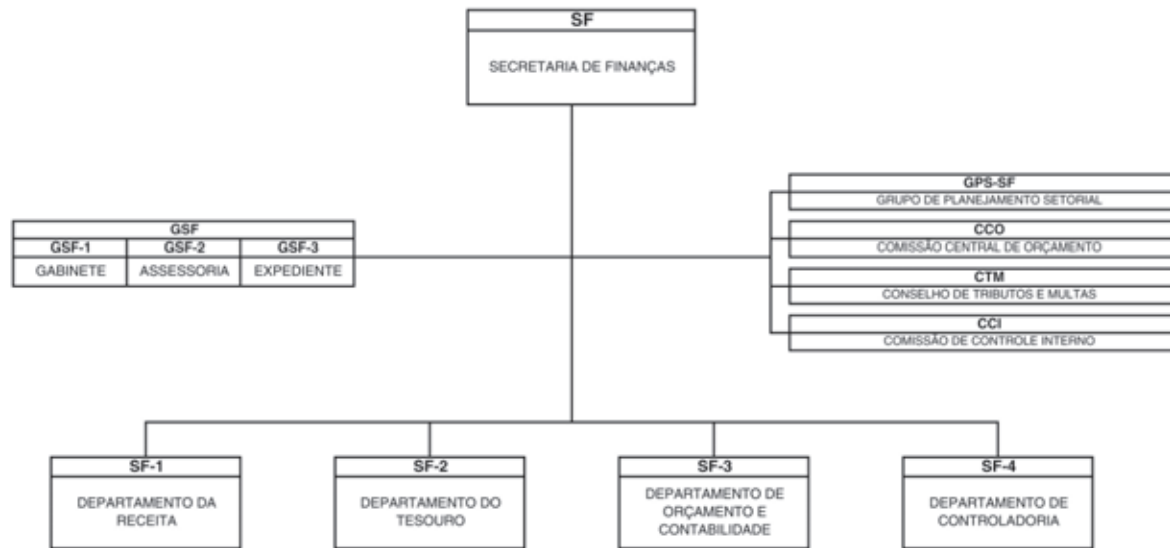 SF
SECRETARIA DE FINANÇAS
GPS-SF
GRUPO DE PLANEJAMENTO SETORIAL
GSF
GSF-1 GSF-2 GSF-3
GABINETE ASSESSORIA EXPEDIENTE
CCO
COMISSÃO CENTRAL DE ORÇAMENTO
CTM
CONSELHO DE TRIBUTOS E MULTAS
CCI
COMISSÃO DE CONTROLE INTERNO
SF-1
DEPARTAMENTO DA
RECEITA
SF-2
DEPARTAMENTO DO
TESOURO
SF-3
DEPARTAMENTO DE
ORÇAMENTO E
CONTABILIDADE
SF-4
DEPARTAMENTO DE
CONTROLADORIA